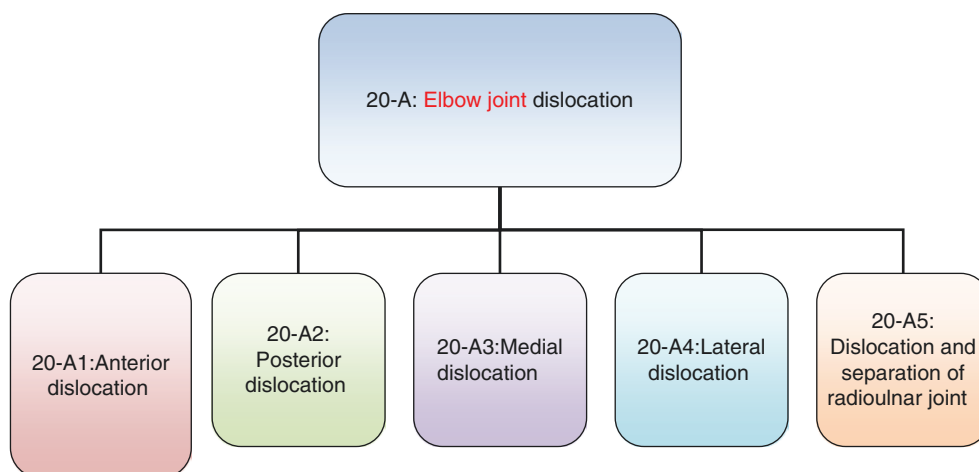 20-A: Elbow joint dislocation
20-A1:Anterior
dislocation
20-A2:
Posterior
dislocation
20-A3:Medial
dislocation
20-A4:Lateral
dislocation
20-A5:
Dislocation and
separation of
radioulnar joint